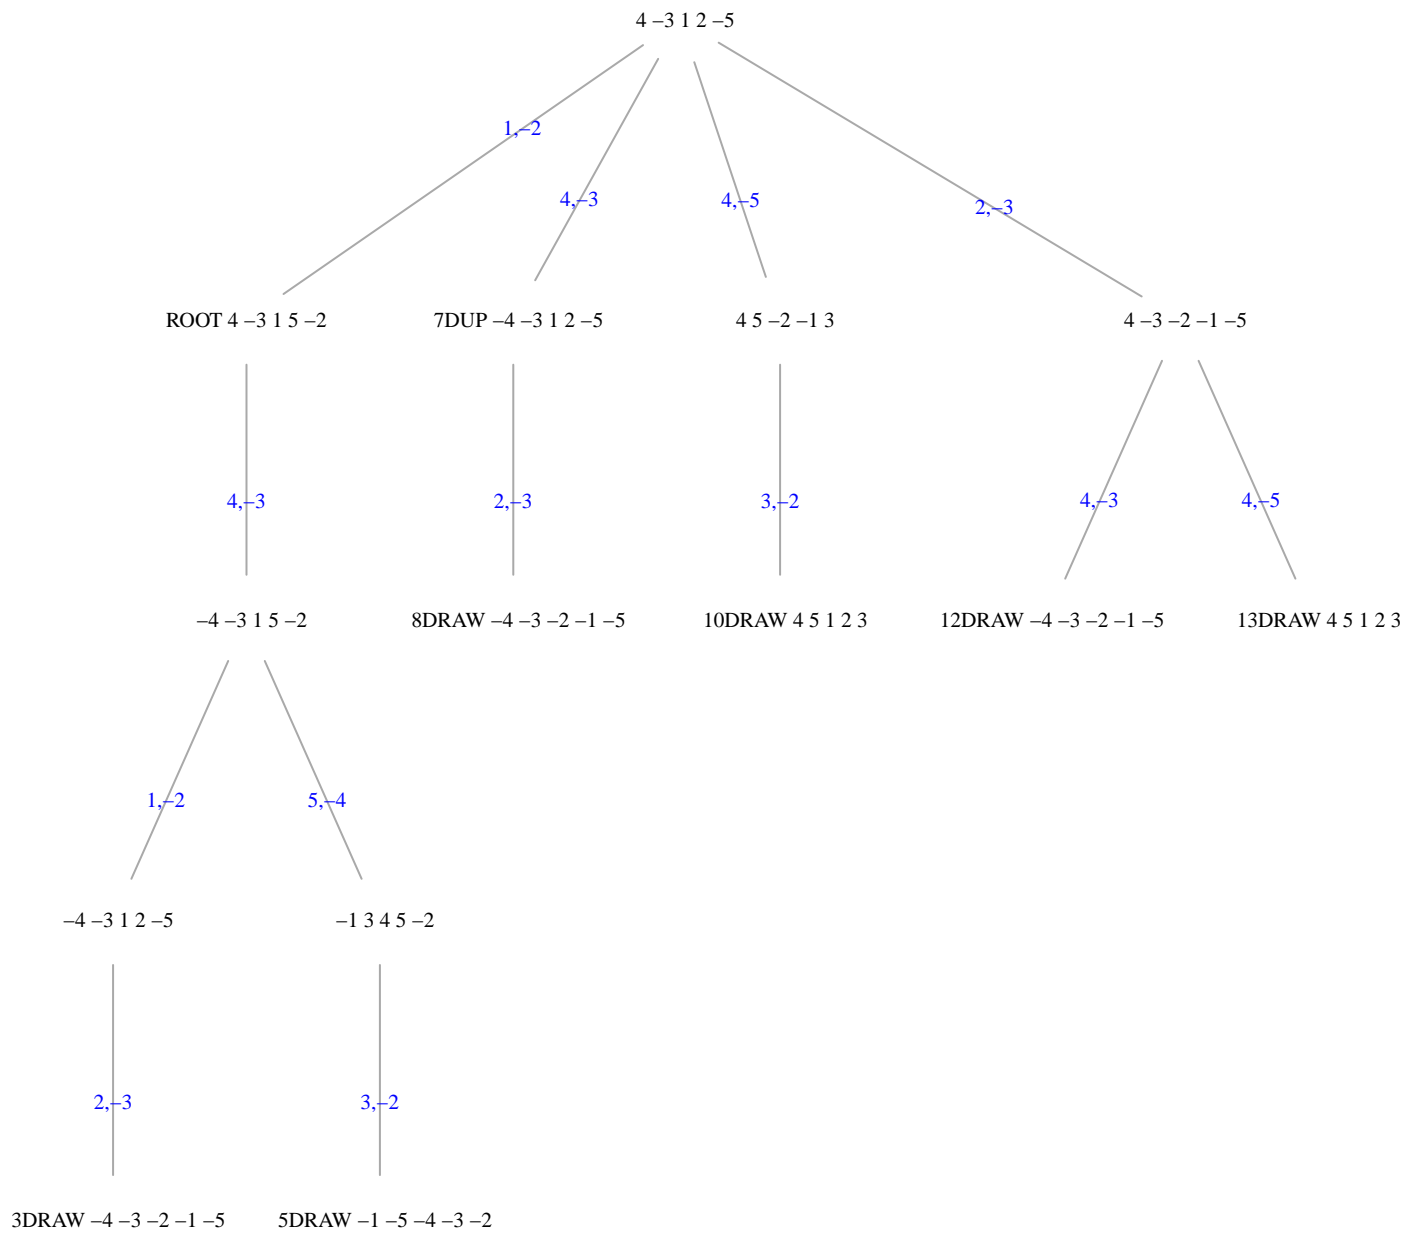 4 –3 1 2 –5
1,–2
4,–3
4,–5
2,–3
ROOT 4 –3 1 5 –2
7DUP –4 –3 1 2 –5
4 5 –2 –1 3
4 –3 –2 –1 –5
4,–3
2,–3
3,–2
4,–3
4,–5
–4 –3 1 5 –2
8DRAW –4 –3 –2 –1 –5
10DRAW 4 5 1 2 3
12DRAW –4 –3 –2 –1 –5
13DRAW 4 5 1 2 3
1,–2
5,–4
–4 –3 1 2 –5
–1 3 4 5 –2
2,–3
3,–2
3DRAW –4 –3 –2 –1 –5
5DRAW –1 –5 –4 –3 –2